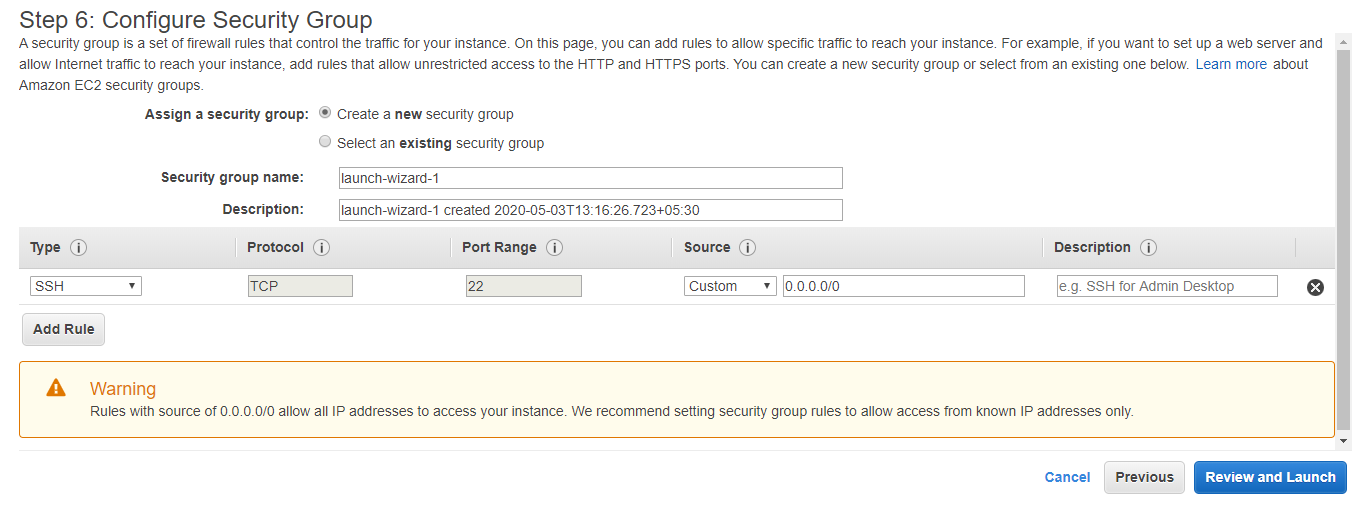 Step 6: Configure Security Group
A security group is a set of firewall rules that control the traffic for your instance. On this page, you can add rules to allow specific traffic to reach your instance. For example, if you want to set up a web server and
allow Internet traffic to reach your instance, add rules that allow unrestricted access to the HTTP and HTTPS ports. You can create a new security group or select from an existing one below. Learn more about
Amazon EC2 security groups.
Assign a security group: Create a new security group
Select an existing security group
Security group name: launch-wizard-1
Description: launch-wizard-1 created 2020-05-03T13:16:26.723+05:30
Type i Protocol i Port Range i Source i Description i
SSH TCP 22 Custom 0.0.0.0/0 e.g. SSH for Admin Desktop
Add Rule
Warning
Rules with source of 0.0.0.0/0 allow all IP addresses to access your instance. We recommend setting security group rules to allow access from known IP addresses only.
Cancel Previous Review and Launch